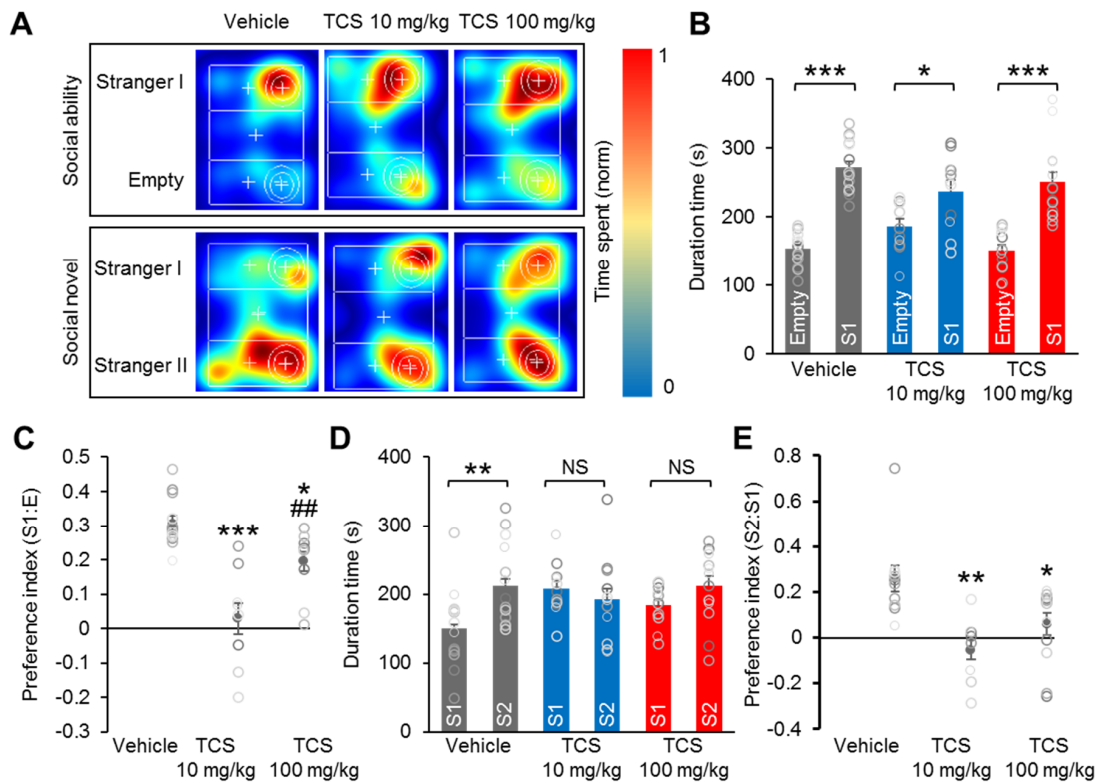 A
Vehicle TCS 10 mg/kg TCS 100 mg/kg
Social ability
Stranger I
Empty
Social novel
Stranger I
Stranger II
1
Time spent (norm)
0
B
Duration time (s)
400
300
200
100
0
*** * ***
Empty S1 Empty S1 Empty S1
Vehicle TCS TCS
10 mg/kg 100 mg/kg
C
Preference index (S1:E)
0.5
0.4
0.3
0.2
0.1
0
-0.1
-0.2
-0.3
***
*
##
Vehicle TCS TCS
10 mg/kg 100 mg/kg
D
Duration time (s)
400
300
200
100
0
** NS NS
S1 S2 S1 S2 S1 S2
Vehicle TCS TCS
10 mg/kg 100 mg/kg
E
Preference index (S2:S1)
0.8
0.6
0.4
0.2
0
-0.2
-0.4
** *
Vehicle TCS TCS
10 mg/kg 100 mg/kg